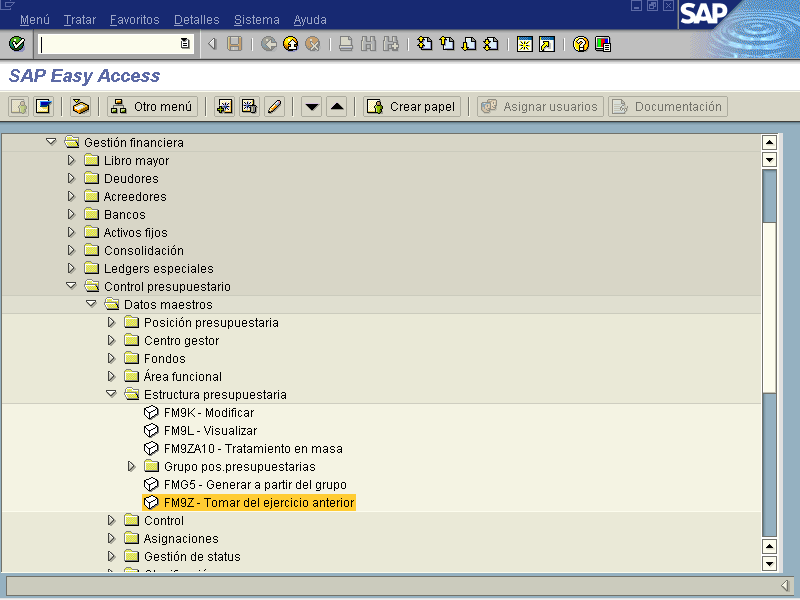 Menú Tratar Favoritos Detalles Sistema Ayuda
SAP
SAP Easy Access
Otro menú Crear papel Asignar usuarios Documentación
Gestión financiera
Libro mayor
Deudores
Acreedores
Bancos
Activos fijos
Consolidación
Ledgers especiales
Control presupuestario
Datos maestros
Posición presupuestaria
Centro gestor
Fondos
Área funcional
Estructura presupuestaria
FM9K - Modificar
FM9L - Visualizar
FM9ZA10 - Tratamiento en masa
Grupo pos.presupuestarias
FMG5 - Generar a partir del grupo
FM9Z - Tomar del ejercicio anterior
Control
Asignaciones
Gestión de status